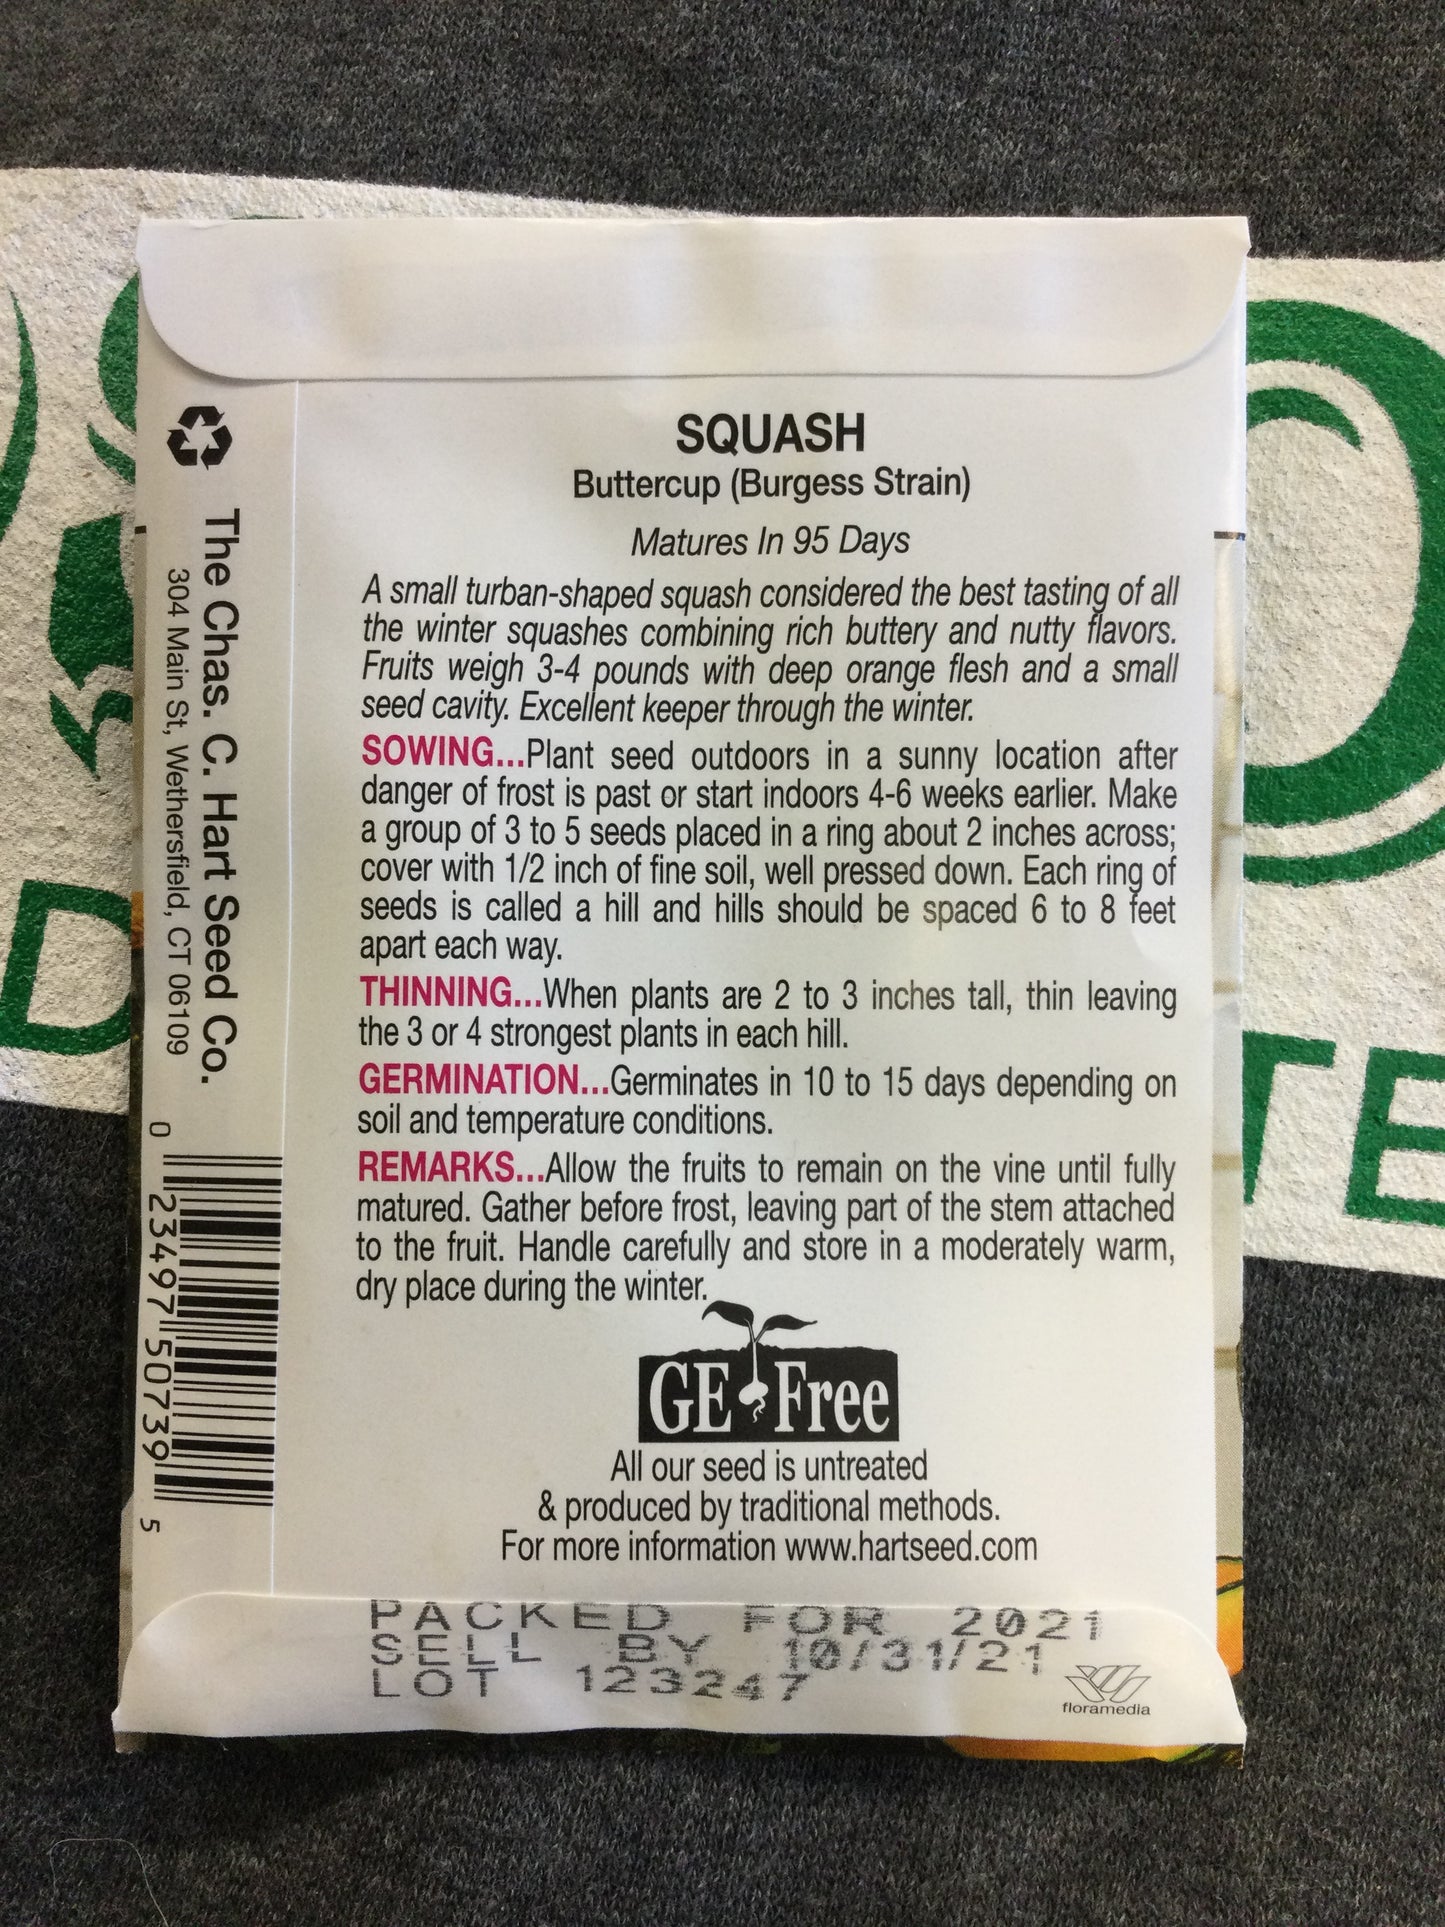 SQUASH
Buttercup (Burgess Strain)
Matures In 95 Days
A small turban-shaped squash considered the best tasting of all
the winter squashes combining rich buttery and nutty flavors.
Fruits weigh 3-4 pounds with deep orange flesh and a small
seed cavity. Excellent keeper through the winter.
SOWING...Plant seed outdoors in a sunny location after
danger of frost is past or start indoors 4-6 weeks earlier. Make
a group of 3 to 5 seeds placed in a ring about 2 inches across;
cover with 1/2 inch of fine soil, well pressed down. Each ring of
seeds is called a hill and hills should be spaced 6 to 8 feet
apart each way.
THINNING...When plants are 2 to 3 inches tall, thin leaving
the 3 or 4 strongest plants in each hill.
GERMINATION...Germinates in 10 to 15 days depending on
soil and temperature conditions.
REMARKS...Allow the fruits to remain on the vine until fully
matured. Gather before frost, leaving part of the stem attached
to the fruit. Handle carefully and store in a moderately warm,
dry place during the winter.
GE Free
All our seed is untreated
& produced by traditional methods.
For more information www.hartseed.com
PACKED FOR 2021
SELL BY 10/31/21
LOT 123247
floramedia
The Chas. C. Hart Seed Co.
304 Main St, Wethersfield, CT 06109
0 23497 50739 5
D
TE